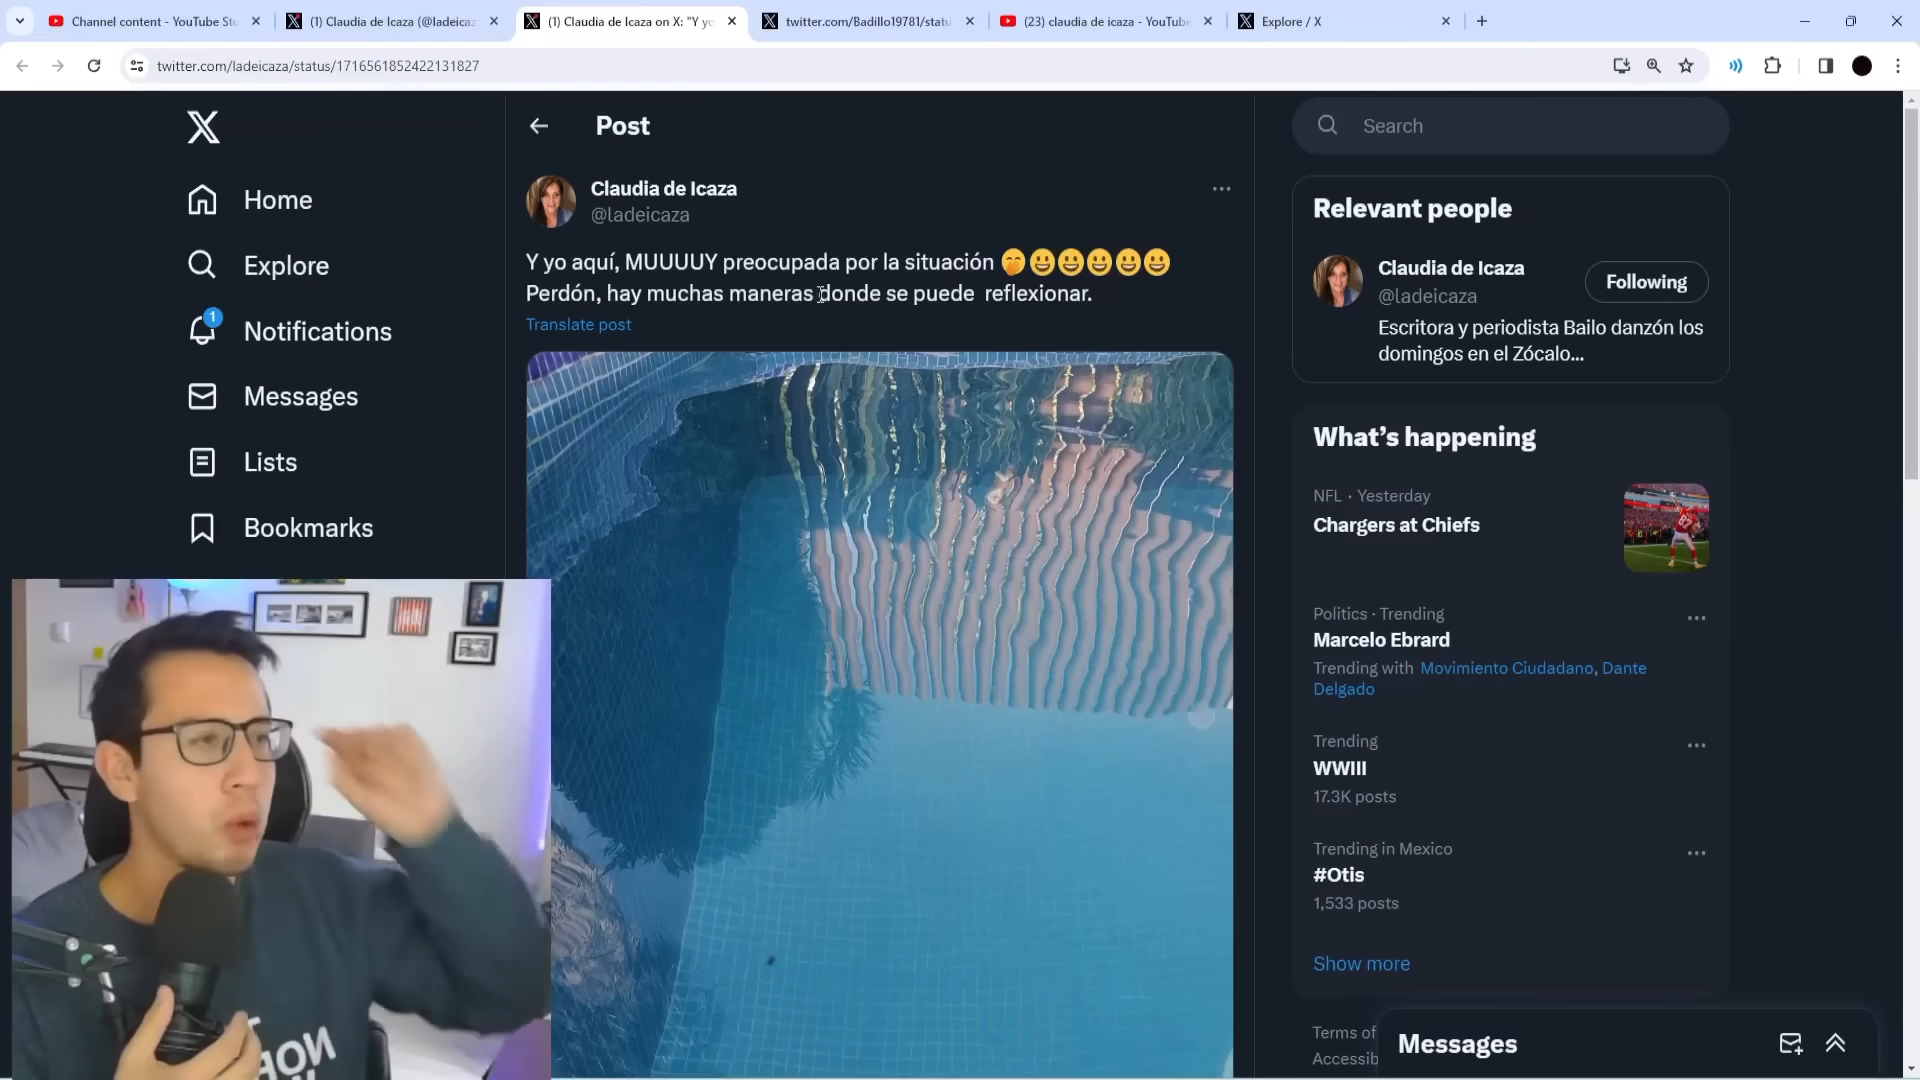 Channel content - YouTube Stu
(1) Claudia de Icaza (@ladeicaz
(1) Claudia de Icaza on X: "Y yo
twitter.com/Badillo19781/statu
(23) claudia de icaza - YouTube
Explore / X
twitter.com/ladeicaza/status/1716561852422131827
Home
Explore
1
Notifications
Messages
Lists
Bookmarks
Post
Claudia de Icaza
@ladeicaza
Y yo aquí, MUUUUY preocupada por la situación 🤭😀😀😀😀😀
Perdón, hay muchas maneras donde se puede reflexionar.
Translate post
Search
Relevant people
Claudia de Icaza
@ladeicaza
Following
Escritora y periodista Bailo danzón los
domingos en el Zócalo...
What's happening
NFL · Yesterday
Chargers at Chiefs
Politics · Trending
Marcelo Ebrard
Trending with Movimiento Ciudadano, Dante
Delgado
Trending
WWIII
17.3K posts
Trending in Mexico
#Otis
1,533 posts
Show more
Terms of
Accessib
Messages